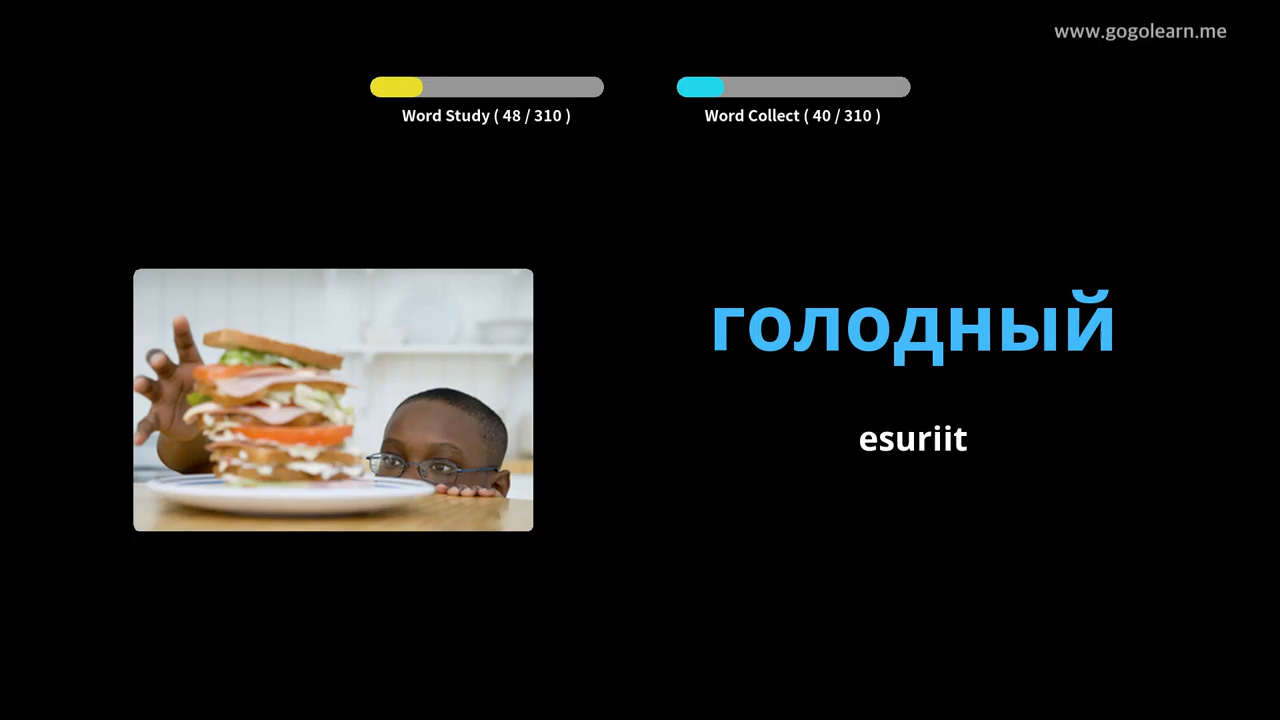 www.gogolearn.me
Word Study ( 48 / 310 )
Word Collect ( 40 / 310 )
голодный
esuriit